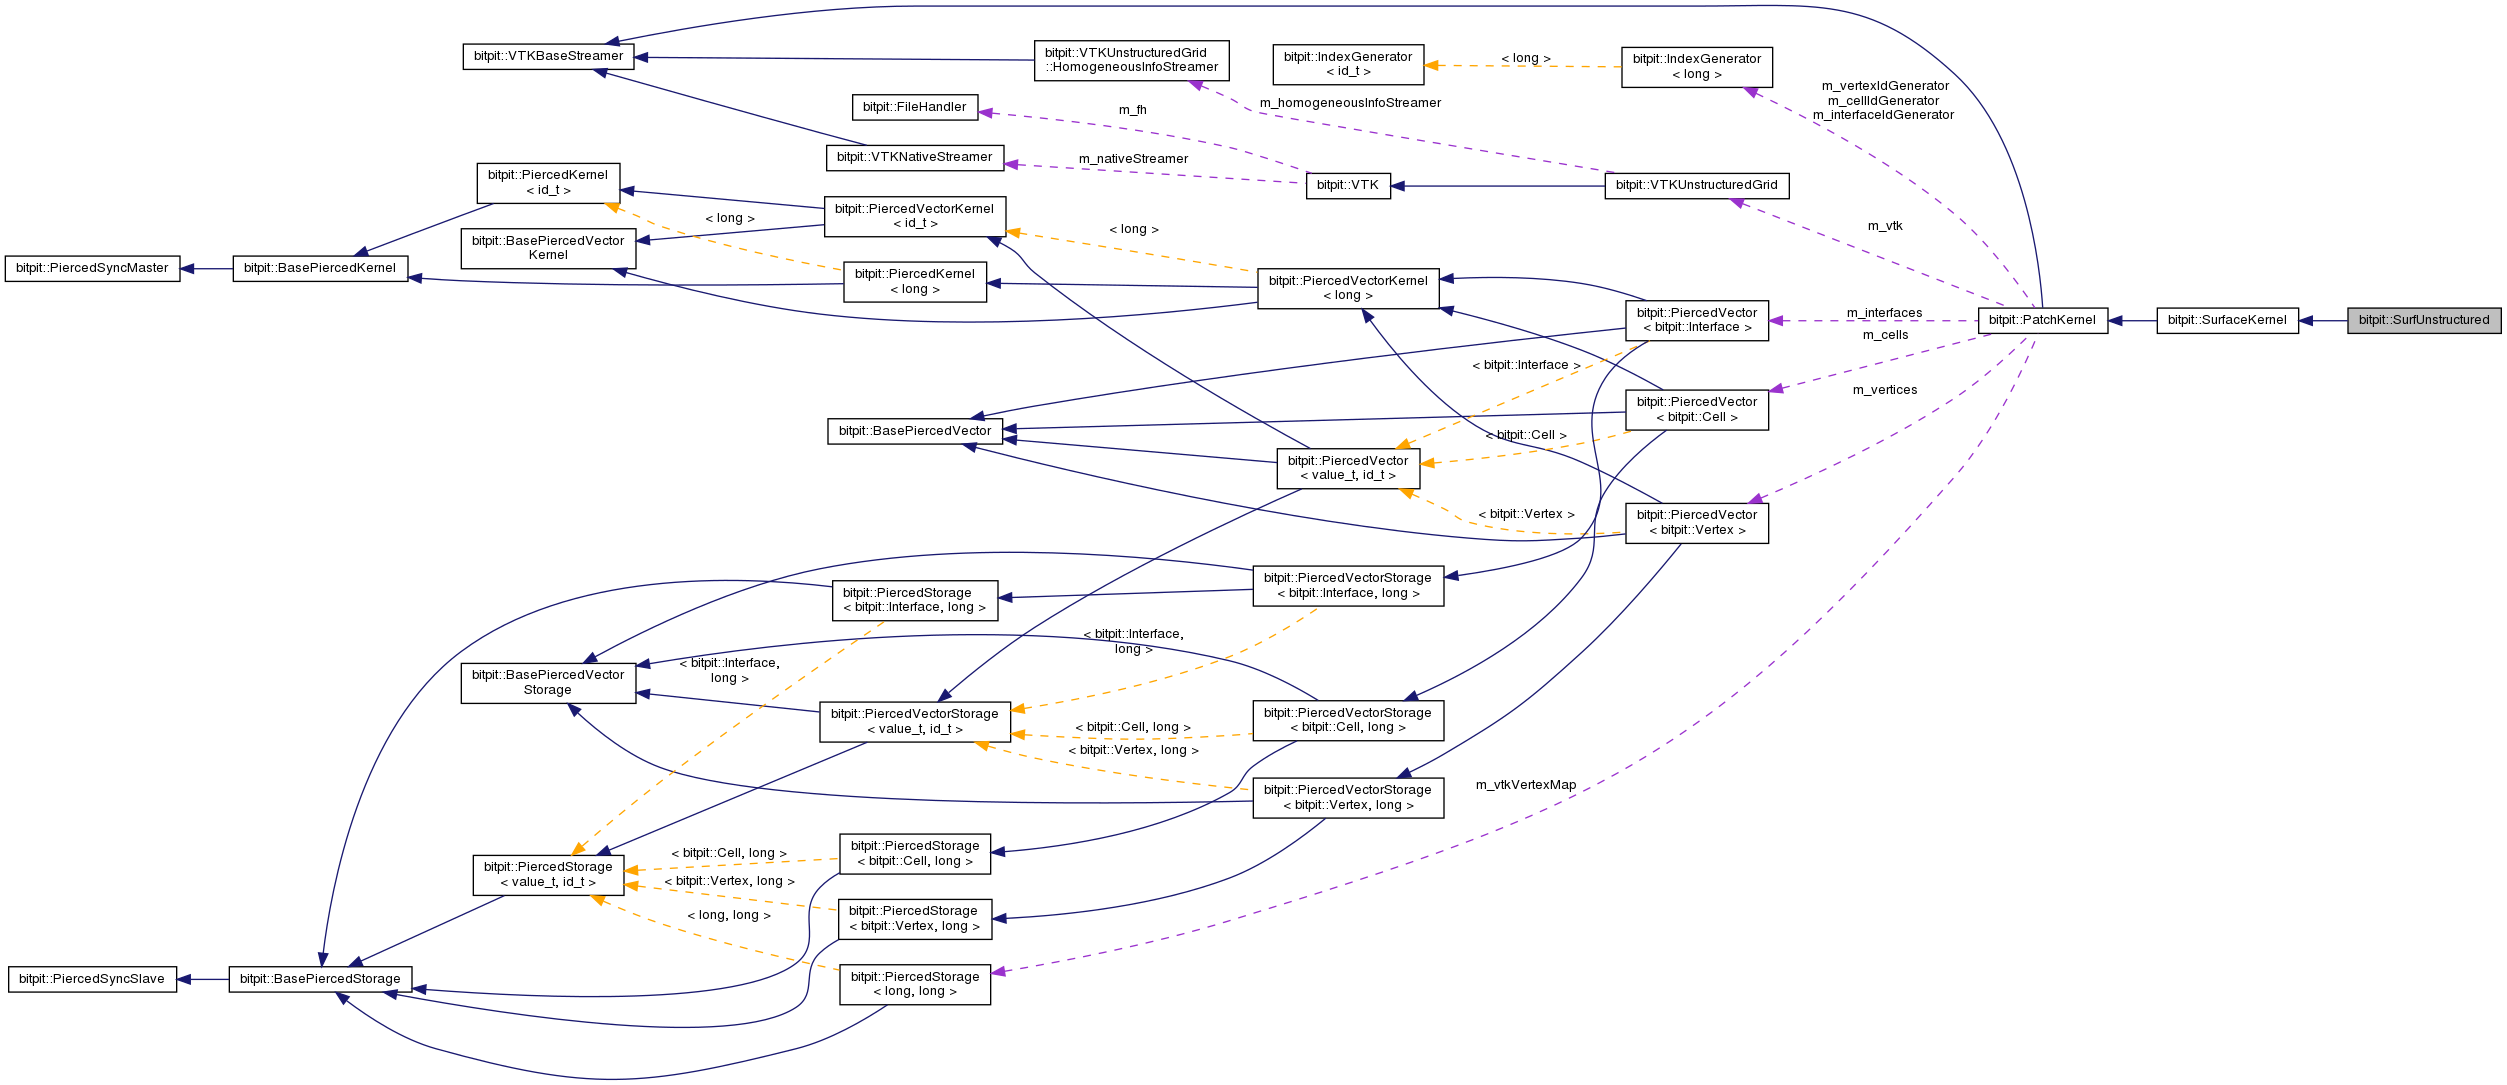 bitpit::VTKBaseStreamer
bitpit::VTKUnstructuredGrid
::HomogeneousInfoStreamer
bitpit::IndexGenerator
< id_t >
< long >
bitpit::IndexGenerator
< long >
m_vertexIdGenerator
m_cellIdGenerator
m_interfaceIdGenerator
bitpit::FileHandler
m_fh
m_homogeneousInfoStreamer
bitpit::VTKNativeStreamer
m_nativeStreamer
bitpit::VTK
bitpit::VTKUnstructuredGrid
m_vtk
bitpit::PiercedKernel
< id_t >
< long >
bitpit::PiercedVectorKernel
< id_t >
< long >
bitpit::BasePiercedVector
Kernel
bitpit::PiercedSyncMaster
bitpit::BasePiercedKernel
bitpit::PiercedKernel
< long >
bitpit::PiercedVectorKernel
< long >
bitpit::PiercedVector
< bitpit::Interface >
m_interfaces
m_cells
m_vertices
bitpit::PatchKernel
bitpit::SurfaceKernel
bitpit::SurfUnstructured
< bitpit::Interface >
bitpit::PiercedVector
< bitpit::Cell >
bitpit::BasePiercedVector
< bitpit::Cell >
bitpit::PiercedVector
< value_t, id_t >
< bitpit::Vertex >
bitpit::PiercedVector
< bitpit::Vertex >
bitpit::PiercedStorage
< bitpit::Interface, long >
bitpit::PiercedVectorStorage
< bitpit::Interface, long >
< bitpit::Interface,
long >
< bitpit::Interface,
long >
bitpit::BasePiercedVector
Storage
bitpit::PiercedVectorStorage
< value_t, id_t >
< bitpit::Cell, long >
< bitpit::Vertex, long >
bitpit::PiercedVectorStorage
< bitpit::Cell, long >
bitpit::PiercedVectorStorage
< bitpit::Vertex, long >
m_vtkVertexMap
bitpit::PiercedStorage
< value_t, id_t >
< bitpit::Cell, long >
< bitpit::Vertex, long >
< long, long >
bitpit::PiercedStorage
< bitpit::Cell, long >
bitpit::PiercedStorage
< bitpit::Vertex, long >
bitpit::PiercedSyncSlave
bitpit::BasePiercedStorage
bitpit::PiercedStorage
< long, long >